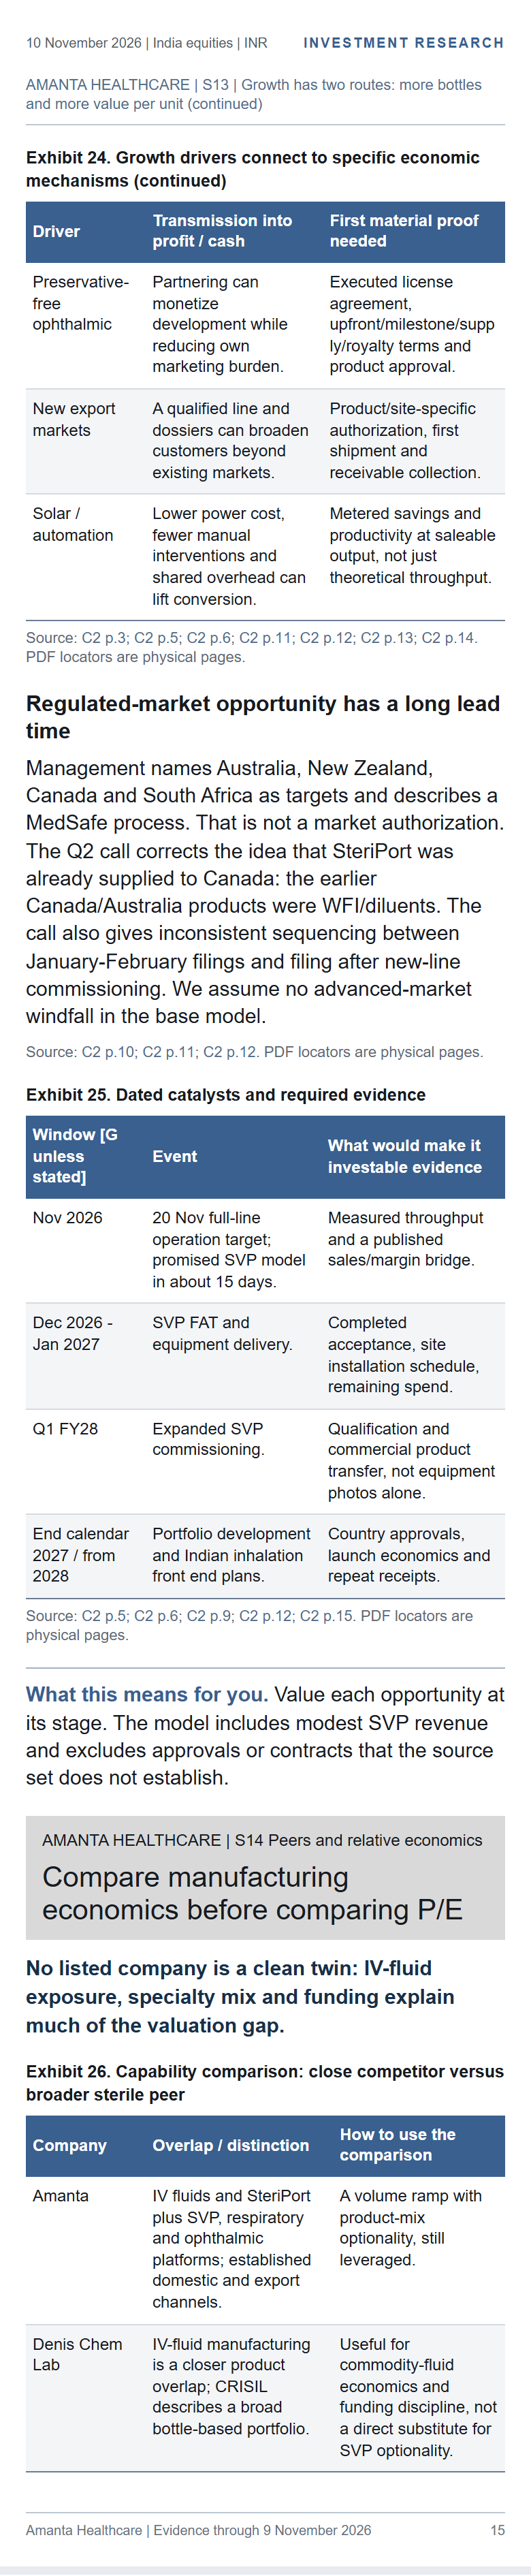 10 November 2026 | India equities | INR
INVESTMENT RESEARCH
AMANTA HEALTHCARE | S13 | Growth has two routes: more bottles
and more value per unit (continued)
Exhibit 24. Growth drivers connect to specific economic
mechanisms (continued)
Driver
Transmission into
profit / cash
First material proof
needed
Preservative-
free
ophthalmic
Partnering can
monetize
development while
reducing own
marketing burden.
Executed license
agreement,
upfront/milestone/supp
ly/royalty terms and
product approval.
New export
markets
A qualified line and
dossiers can broaden
customers beyond
existing markets.
Product/site-specific
authorization, first
shipment and
receivable collection.
Solar /
automation
Lower power cost,
fewer manual
interventions and
shared overhead can
lift conversion.
Metered savings and
productivity at saleable
output, not just
theoretical throughput.
Source: C2 p.3; C2 p.5; C2 p.6; C2 p.11; C2 p.12; C2 p.13; C2 p.14.
PDF locators are physical pages.
Regulated-market opportunity has a long lead
time
Management names Australia, New Zealand,
Canada and South Africa as targets and describes a
MedSafe process. That is not a market authorization.
The Q2 call corrects the idea that SteriPort was
already supplied to Canada: the earlier
Canada/Australia products were WFI/diluents. The
call also gives inconsistent sequencing between
January-February filings and filing after new-line
commissioning. We assume no advanced-market
windfall in the base model.
Source: C2 p.10; C2 p.11; C2 p.12. PDF locators are physical pages.
Exhibit 25. Dated catalysts and required evidence
Window [G
unless
stated]
Event
What would make it
investable evidence
Nov 2026
20 Nov full-line
operation target;
promised SVP model
in about 15 days.
Measured throughput
and a published
sales/margin bridge.
Dec 2026 -
Jan 2027
SVP FAT and
equipment delivery.
Completed
acceptance, site
installation schedule,
remaining spend.
Q1 FY28
Expanded SVP
commissioning.
Qualification and
commercial product
transfer, not equipment
photos alone.
End calendar
2027 / from
2028
Portfolio development
and Indian inhalation
front end plans.
Country approvals,
launch economics and
repeat receipts.
Source: C2 p.5; C2 p.6; C2 p.9; C2 p.12; C2 p.15. PDF locators are
physical pages.
What this means for you. Value each opportunity at
its stage. The model includes modest SVP revenue
and excludes approvals or contracts that the source
set does not establish.
AMANTA HEALTHCARE | S14 Peers and relative economics
Compare manufacturing
economics before comparing P/E
No listed company is a clean twin: IV-fluid
exposure, specialty mix and funding explain
much of the valuation gap.
Exhibit 26. Capability comparison: close competitor versus
broader sterile peer
Company
Overlap / distinction
How to use the
comparison
Amanta
IV fluids and SteriPort
plus SVP, respiratory
and ophthalmic
platforms; established
domestic and export
channels.
A volume ramp with
product-mix
optionality, still
leveraged.
Denis Chem
Lab
IV-fluid manufacturing
is a closer product
overlap; CRISIL
describes a broad
bottle-based portfolio.
Useful for
commodity-fluid
economics and
funding discipline, not
a direct substitute for
SVP optionality.
Amanta Healthcare | Evidence through 9 November 2026
15